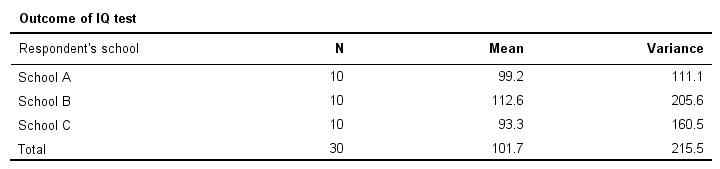 Outcome of IQ test
Respondent's school N Mean Variance
School A 10 99.2 111.1
School B 10 112.6 205.6
School C 10 93.3 160.5
Total 30 101.7 215.5